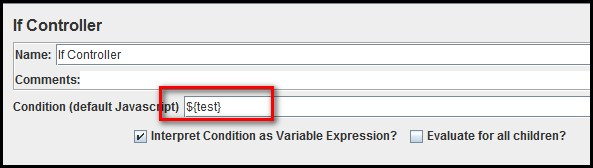 If Controller
Name: If Controller
Comments:
Condition (default Javascript) ${test}
Interpret Condition as Variable Expression? Evaluate for all children?